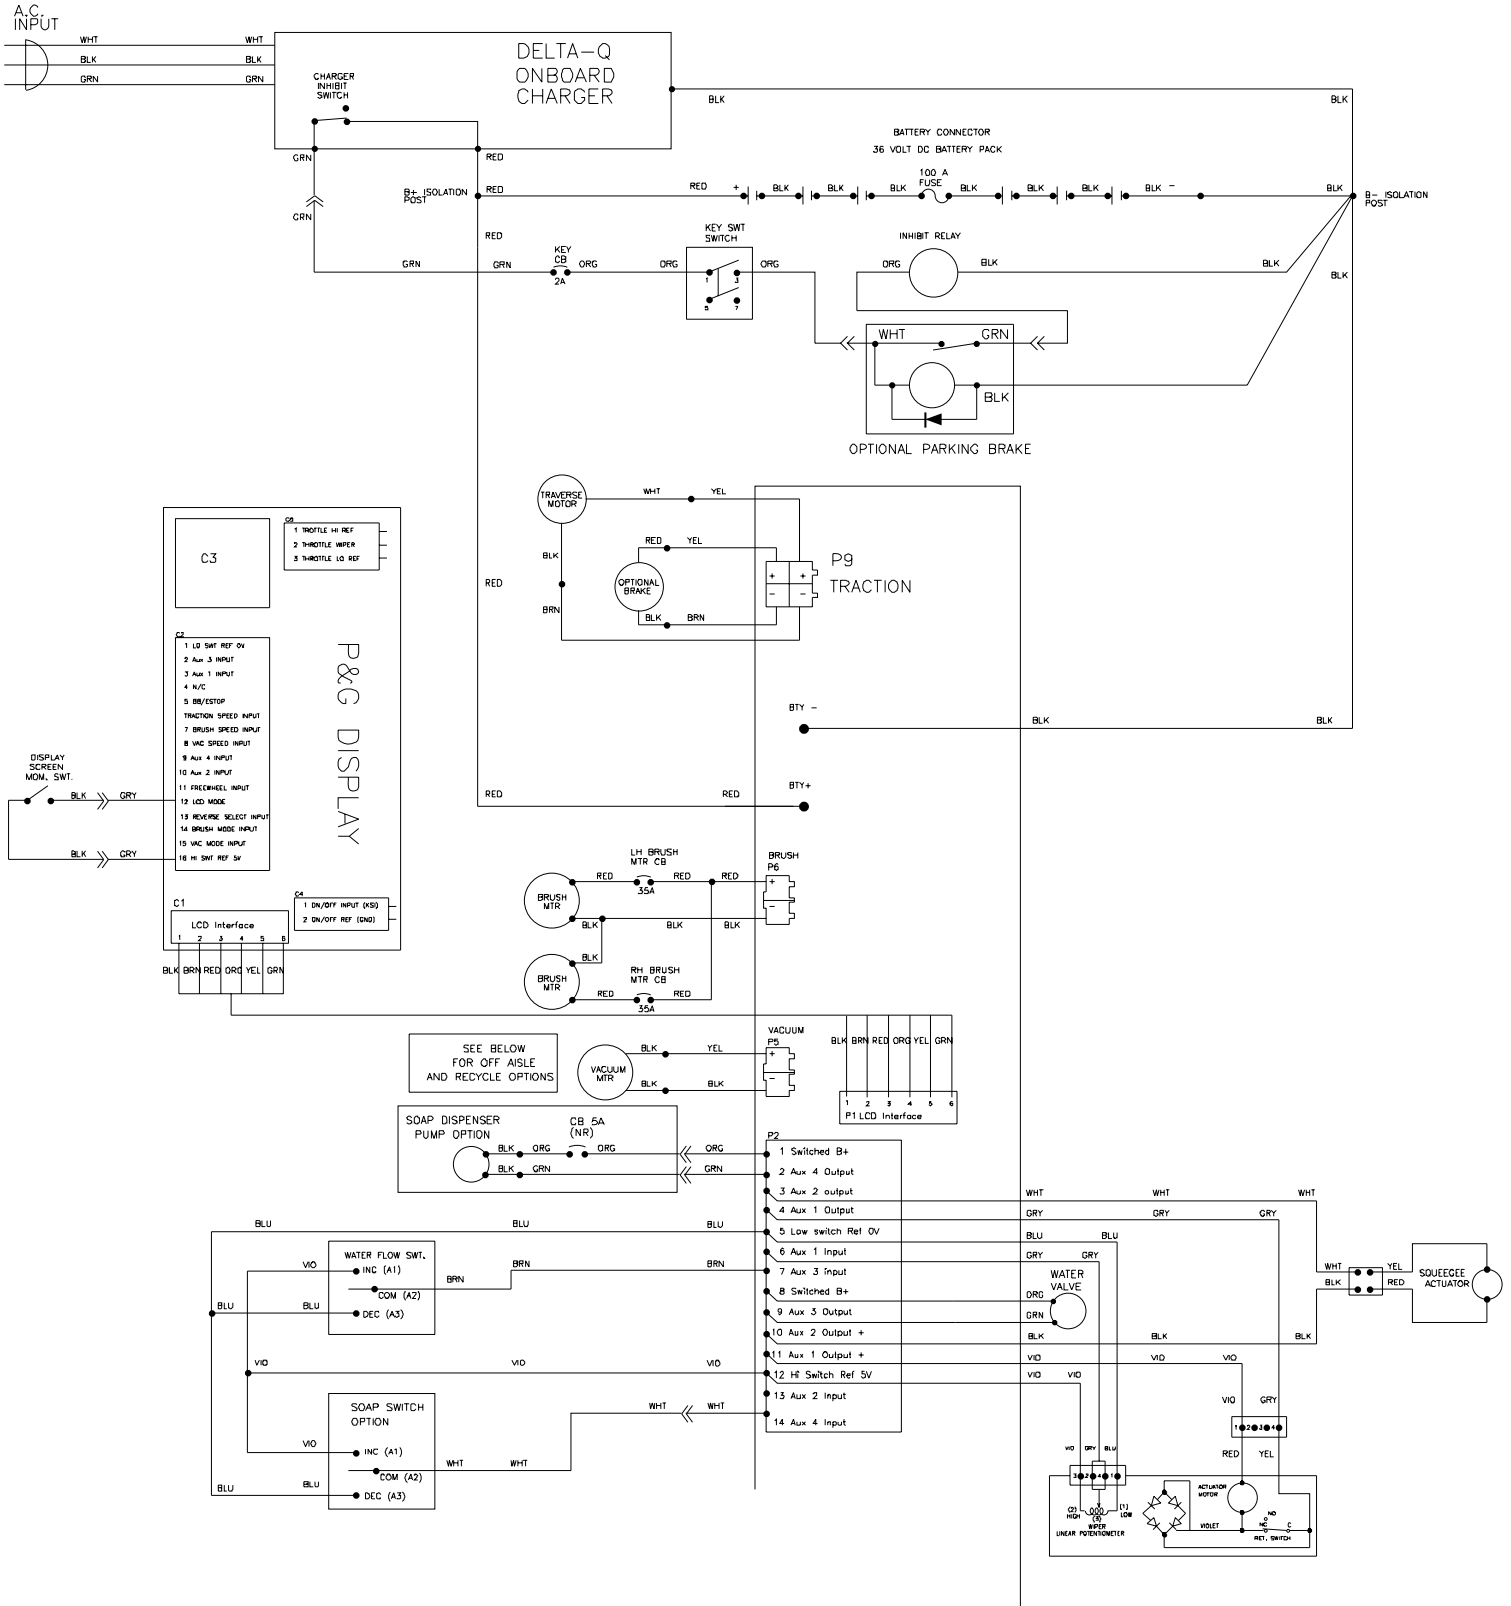 A.C.
INPUT
WHT WHT
BLK BLK
GRN GRN
DELTA-Q
ONBOARD
CHARGER
CHARGER
INHIBIT
SWITCH
BLK BLK
GRN RED
BATTERY CONNECTOR
36 VOLT DC BATTERY PACK
100 A
FUSE
B+ ISOLATION
POST
RED RED + BLK BLK BLK BLK BLK BLK BLK - BLK
B- ISOLATION
POST
GRN
RED
KEY SWT
SWITCH
INHIBIT RELAY
KEY
CB
2A
GRN GRN ORG ORG ORG ORG BLK BLK
BLK
1 3
5 7
WHT GRN
BLK
OPTIONAL PARKING BRAKE
TRAVERSE
MOTOR
WHT YEL
RED YEL
BLK
OPTIONAL
BRAKE
BLK BRN
BRN
RED
+ +
- -
P9
TRACTION
C3
C5
1 TROTTLE HI REF
2 THROTTLE WIPER
3 THROTTLE LO REF
C2
1 LO SWT REF 0V
2 Aux 3 INPUT
3 Aux 1 INPUT
4 N/C
5 BB/ESTOP
TRACTION SPEED INPUT
7 BRUSH SPEED INPUT
8 VAC SPEED INPUT
9 Aux 4 INPUT
10 Aux 2 INPUT
11 FREEWHEEL INPUT
12 LCD MODE
13 REVERSE SELECT INPUT
14 BRUSH MODE INPUT
15 VAC MODE INPUT
16 HI SWT REF 5V
P&G DISPLAY
DISPLAY
SCREEN
MOM. SWT.
BLK GRY
BLK GRY
C4
1 ON/OFF INPUT (KSI)
2 ON/OFF REF (GND)
C1
LCD Interface
1 2 3 4 5 6
BLK BRN RED ORG YEL GRN
BTY -
BLK BLK
BTY+
RED RED
LH BRUSH
MTR CB
35A
BRUSH
P6
RED RED RED +
BRUSH
MTR
BLK BLK BLK -
BLK
BRUSH
MTR
RH BRUSH
MTR CB
RED RED
35A
SEE BELOW
FOR OFF AISLE
AND RECYCLE OPTIONS
VACUUM
P5
VACUUM
MTR
BLK YEL +
BLK BLK -
BLK BRN RED ORG YEL GRN
1 2 3 4 5 6
P1 LCD Interface
SOAP DISPENSER
PUMP OPTION
CB 5A
(NR)
BLK ORG ORG ORG
BLK GRN GRN
P2
1 Switched B+
2 Aux 4 Output
3 Aux 2 output
4 Aux 1 Output
5 Low switch Ref 0V
6 Aux 1 Input
7 Aux 3 input
8 Switched B+
9 Aux 3 Output
10 Aux 2 Output +
11 Aux 1 Output +
12 Hi Switch Ref 5V
13 Aux 2 Input
14 Aux 4 Input
WHT WHT WHT
GRY GRY GRY
BLU BLU
GRY GRY
ORG
GRN
WATER
VALVE
BLK BLK BLK
VIO VIO VIO
VIO VIO
BLU BLU BLU
WATER FLOW SWT.
VIO INC (A1)
BRN BRN
COM (A2)
BLU BLU DEC (A3)
VIO VIO VIO
SOAP SWITCH
OPTION
WHT WHT
VIO INC (A1)
WHT WHT
COM (A2)
BLU DEC (A3)
WHT YEL
BLK RED
SQUEEGEE
ACTUATOR
VIO GRY
1 2 3 4
RED YEL
VIO GRY BLU
3 2 4 1
ACTUATOR
MOTOR
(2)
HIGH
(3)
WIPER
[1]
LOW
LINEAR POTENTIOMETER
VIOLET
NO
NC C
RET. SWITCH